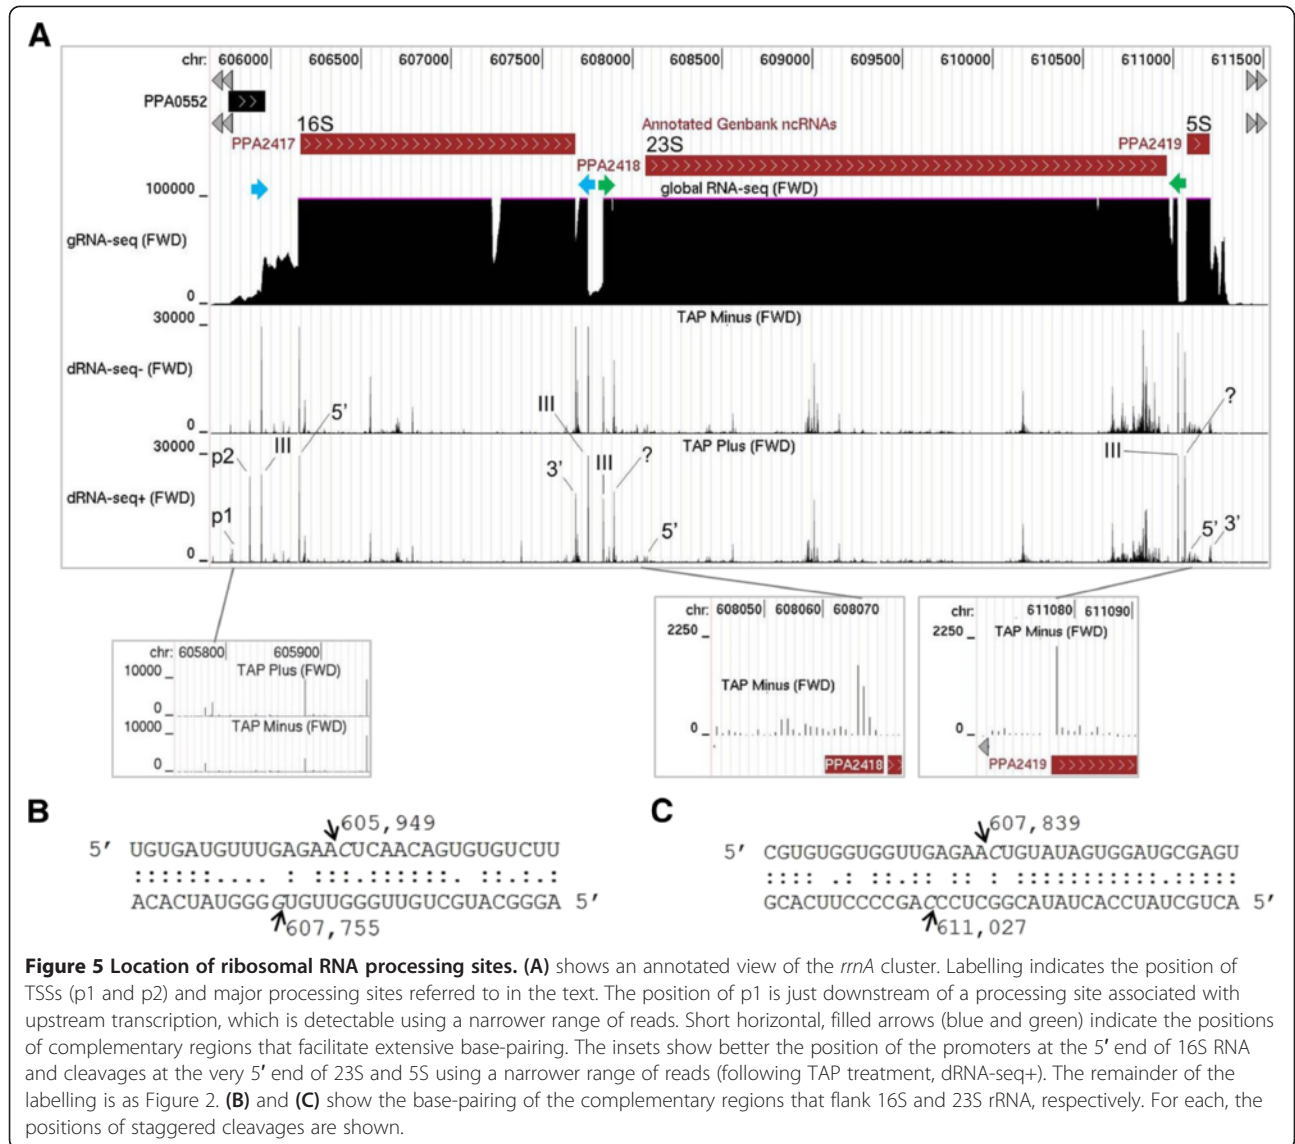 A
chr: 606000 606500 607000 607500 608000 608500 609000 609500 610000 610500 611000 611500
PPA0552
16S Annotated Genbank ncRNAs 5S
PPA2417 23S PPA2419
PPA2418
100000 global RNA-seq (FWD)
gRNA-seq (FWD)
0
30000 TAP Minus (FWD)
dRNA-seq- (FWD)
0 III 5' ?
30000 TAP Plus (FWD)
p2 III III
3' III ?
dRNA-seq+ (FWD)
p1
5' 5' 3'
0
chr: 605800 605900
10000 TAP Plus (FWD)
0
10000 TAP Minus (FWD)
0
chr: 608050 608060 608070
2250
TAP Minus (FWD)
0
PPA2418
chr: 611080 611090
2250 TAP Minus (FWD)
0
PPA2419
B
605,949
5' UGUGAUGUUUGAGAACUCAACAGUGUGUCUU
::::::.... : :::.::::::. ::.:.:
ACACUAUGGGGUGUUGGGUUGUCGUACGGGA 5'
607,755
C
607,839
5' CGUGUGGUGGUUGAGAACUGUAUAGUGGAUGCGAGU
GCACUUCCCCGACCCUCGGCAUAUCACCUAUCGUCA 5'
611,027
Figure 5 Location of ribosomal RNA processing sites. (A) shows an annotated view of the rrnA cluster. Labelling indicates the position of
TSSs (p1 and p2) and major processing sites referred to in the text. The position of p1 is just downstream of a processing site associated with
upstream transcription, which is detectable using a narrower range of reads. Short horizontal, filled arrows (blue and green) indicate the positions
of complementary regions that facilitate extensive base-pairing. The insets show better the position of the promoters at the 5′ end of 16S RNA
and cleavages at the very 5′ end of 23S and 5S using a narrower range of reads (following TAP treatment, dRNA-seq+). The remainder of the
labelling is as Figure 2. (B) and (C) show the base-pairing of the complementary regions that flank 16S and 23S rRNA, respectively. For each, the
positions of staggered cleavages are shown.